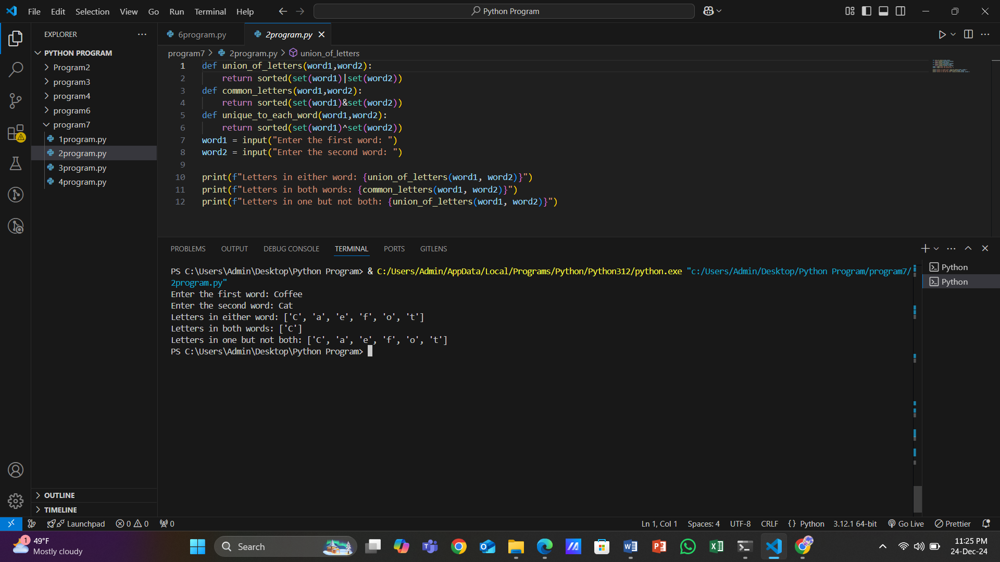 File Edit Selection View Go Run Terminal Help
Python Program
EXPLORER
PYTHON PROGRAM
Program2
program3
program4
program6
program7
1program.py
2program.py
3program.py
4program.py
OUTLINE
TIMELINE
6program.py
2program.py
program7 > 2program.py > union_of_letters
1 def union_of_letters(word1,word2):
2     return sorted(set(word1)|set(word2))
3 def common_letters(word1,word2):
4     return sorted(set(word1)&set(word2))
5 def unique_to_each_word(word1,word2):
6     return sorted(set(word1)^set(word2))
7 word1 = input("Enter the first word: ")
8 word2 = input("Enter the second word: ")
9
10 print(f"Letters in either word: {union_of_letters(word1, word2)}")
11 print(f"Letters in both words: {common_letters(word1, word2)}")
12 print(f"Letters in one but not both: {union_of_letters(word1, word2)}")
PROBLEMS OUTPUT DEBUG CONSOLE TERMINAL PORTS GITLENS
PS C:\Users\Admin\Desktop\Python Program> & C:/Users/Admin/AppData/Local/Programs/Python/Python312/python.exe "c:/Users/Admin/Desktop/Python Program/program7/
2program.py"
Enter the first word: Coffee
Enter the second word: Cat
Letters in either word: ['C', 'a', 'e', 'f', 'o', 't']
Letters in both words: ['C']
Letters in one but not both: ['C', 'a', 'e', 'f', 'o', 't']
PS C:\Users\Admin\Desktop\Python Program>
Python
Python
Launchpad 0 0 0 Ln 1, Col 1 Spaces: 4 UTF-8 CRLF {} Python 3.12.1 64-bit Go Live Prettier
1
49°F
Mostly cloudy
Search
11:25 PM
24-Dec-24